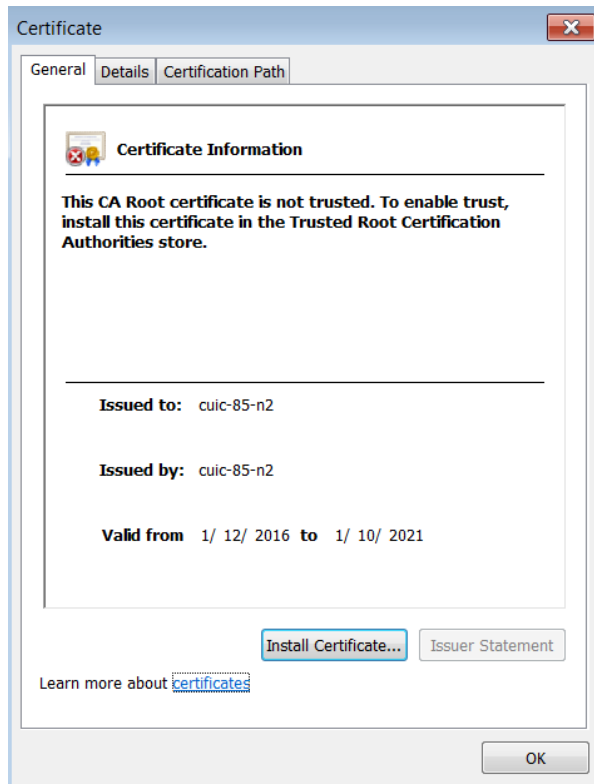 Certificate
General Details Certification Path
Certificate Information
This CA Root certificate is not trusted. To enable trust,
install this certificate in the Trusted Root Certification
Authorities store.
Issued to: cuic-85-n2
Issued by: cuic-85-n2
Valid from 1/ 12/ 2016 to 1/ 10/ 2021
Install Certificate... Issuer Statement
Learn more about certificates
OK